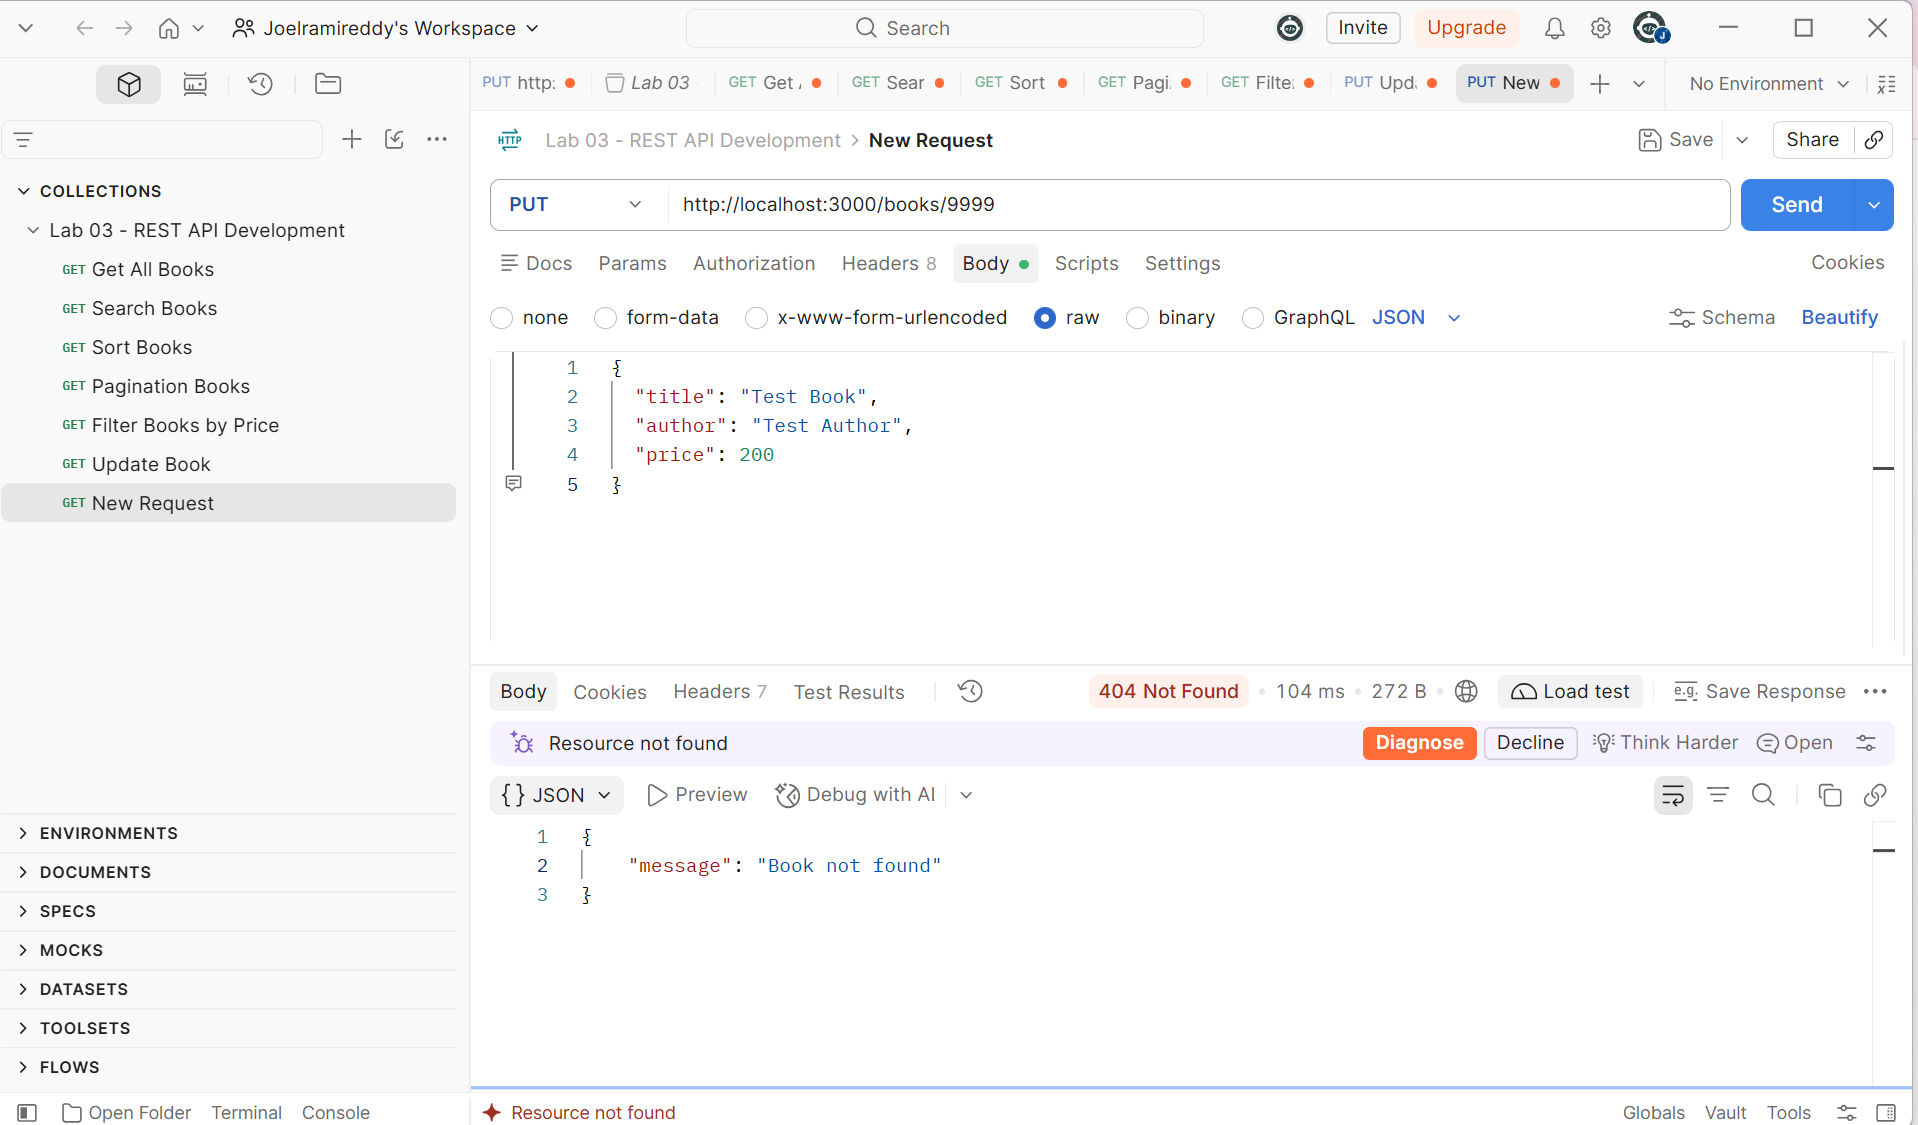 Joelramireddy's Workspace
Search
Invite
Upgrade
J
PUT http:
Lab 03
GET Get
GET Sear
GET Sort
GET Pagi
GET Filte
PUT Upd
PUT New
No Environment
Lab 03 - REST API Development > New Request
Save
Share
COLLECTIONS
Lab 03 - REST API Development
GET Get All Books
GET Search Books
GET Sort Books
GET Pagination Books
GET Filter Books by Price
GET Update Book
GET New Request
ENVIRONMENTS
DOCUMENTS
SPECS
MOCKS
DATASETS
TOOLSETS
FLOWS
HTTP
PUT
http://localhost:3000/books/9999
Send
Docs Params Authorization Headers 8 Body Scripts Settings
Cookies
none form-data x-www-form-urlencoded raw binary GraphQL JSON
Schema Beautify
1 {
2 "title": "Test Book",
3 "author": "Test Author",
4 "price": 200
5 }
Body Cookies Headers 7 Test Results
404 Not Found • 104 ms • 272 B
Load test
e.g. Save Response
Resource not found
Diagnose
Decline
Think Harder
Open
{} JSON
Preview
Debug with AI
1 {
2 "message": "Book not found"
3 }
Open Folder Terminal Console
Resource not found
Globals Vault Tools